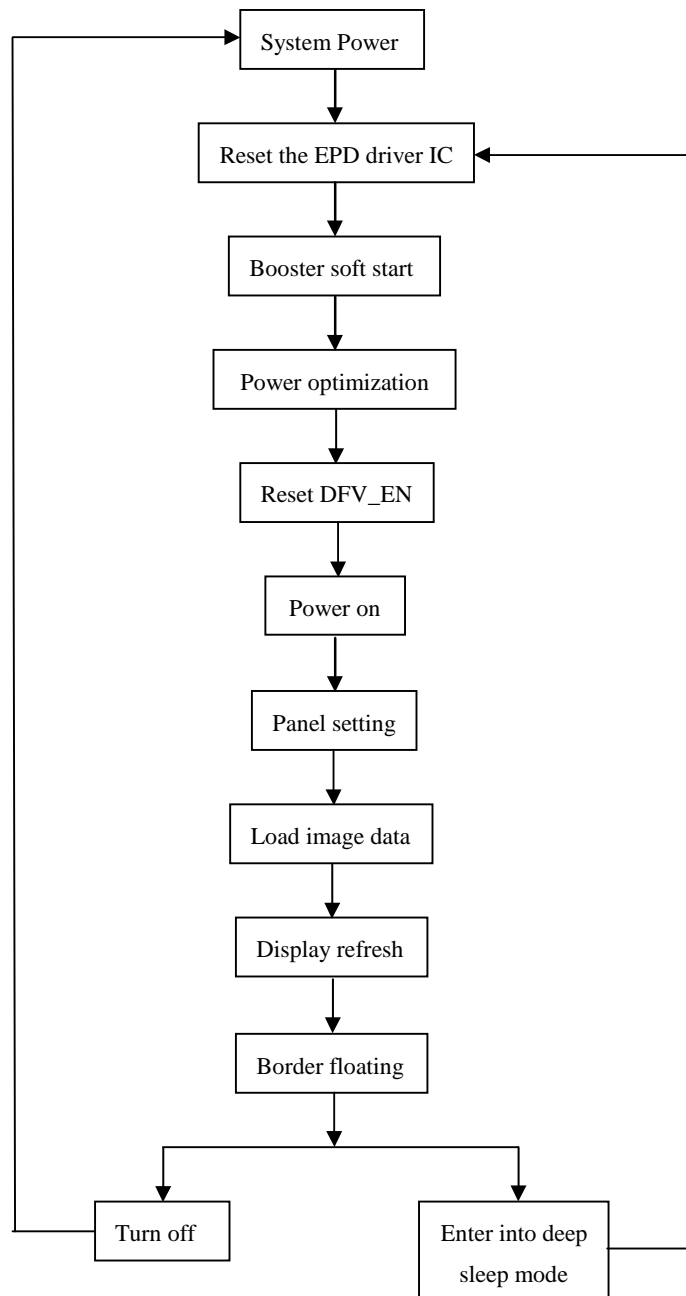 System Power
Reset the EPD driver IC
Booster soft start
Power optimization
Reset DFV_EN
Power on
Panel setting
Load image data
Display refresh
Border floating
Turn off
Enter into deep
sleep mode